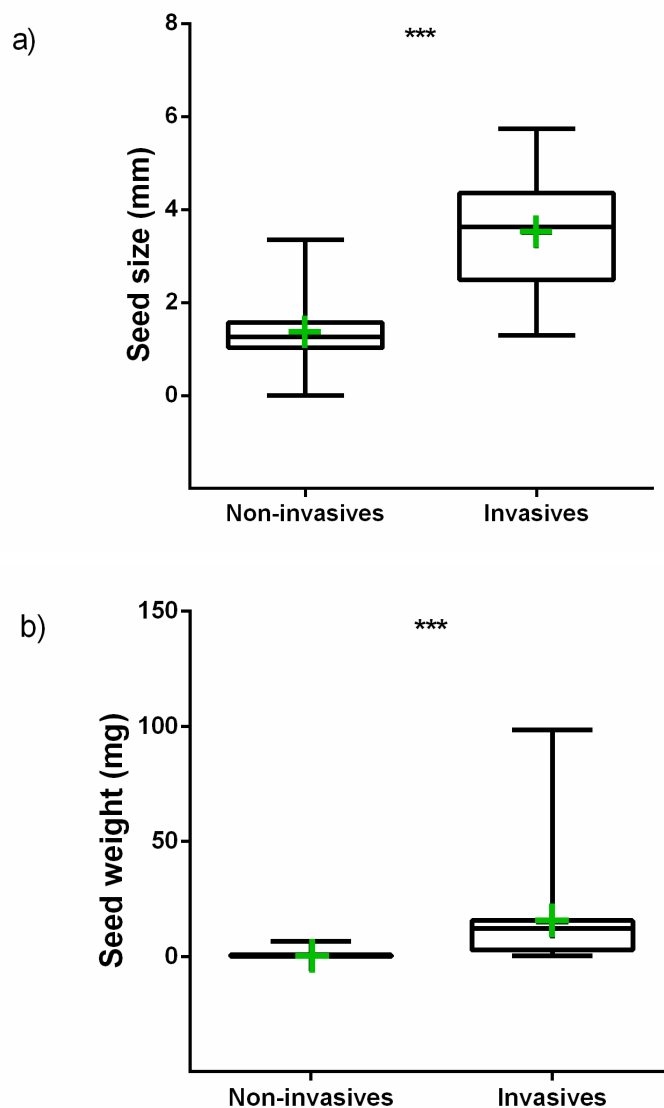 a)
***
Seed size (mm)
8
6
4
2
0
Non-invasives Invasives
b)
***
Seed weight (mg)
150
100
50
0
Non-invasives Invasives